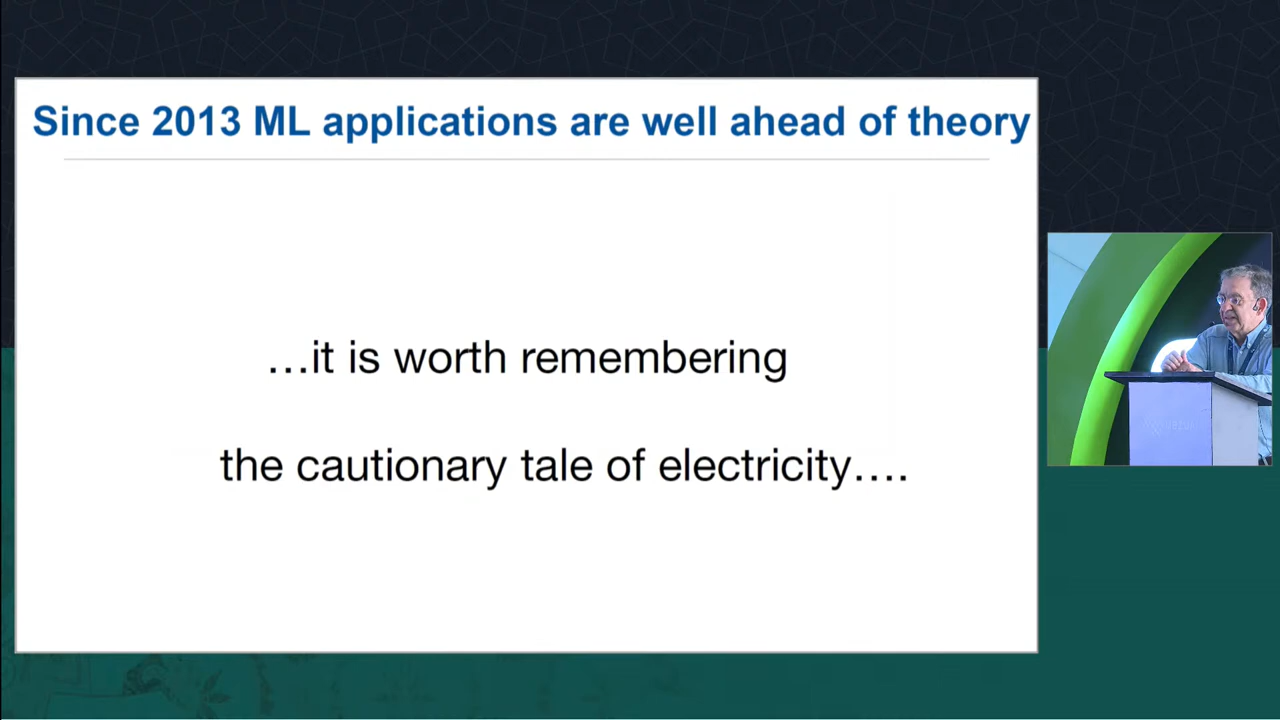 Since 2013 ML applications are well ahead of theory
…it is worth remembering
the cautionary tale of electricity….